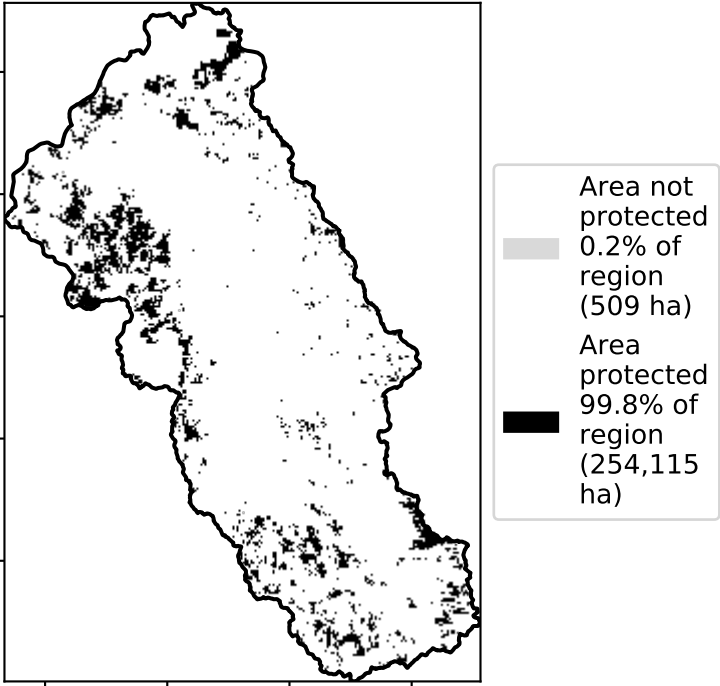 Area not
protected
0.2% of
region
(509 ha)
Area
protected
99.8% of
region
(254,115
ha)